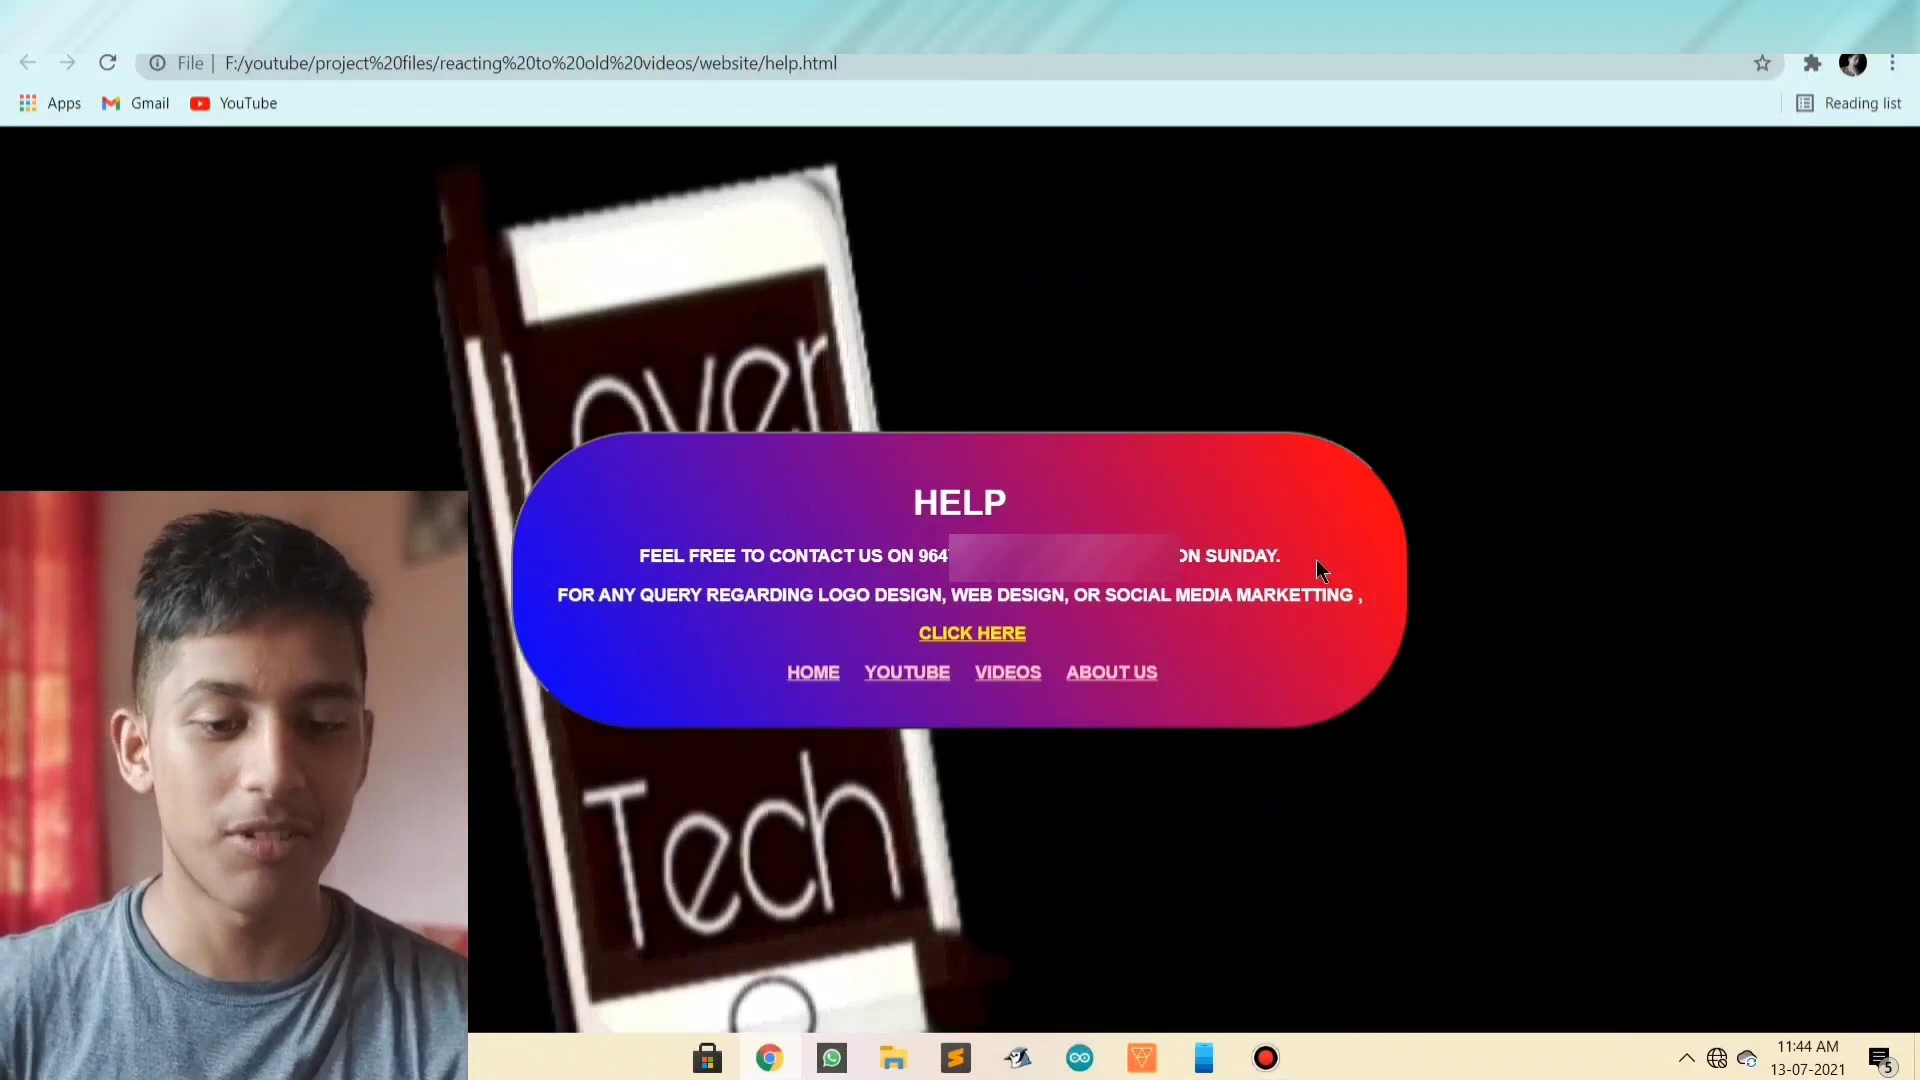 File | F:/youtube/project%20files/reacting%20to%20old%20videos/website/help.html
Apps Gmail YouTube Reading list
over
HELP
FEEL FREE TO CONTACT US ON 964 ON SUNDAY.
FOR ANY QUERY REGARDING LOGO DESIGN, WEB DESIGN, OR SOCIAL MEDIA MARKETTING ,
CLICK HERE
HOME YOUTUBE VIDEOS ABOUT US
Tech
11:44 AM
13-07-2021
5